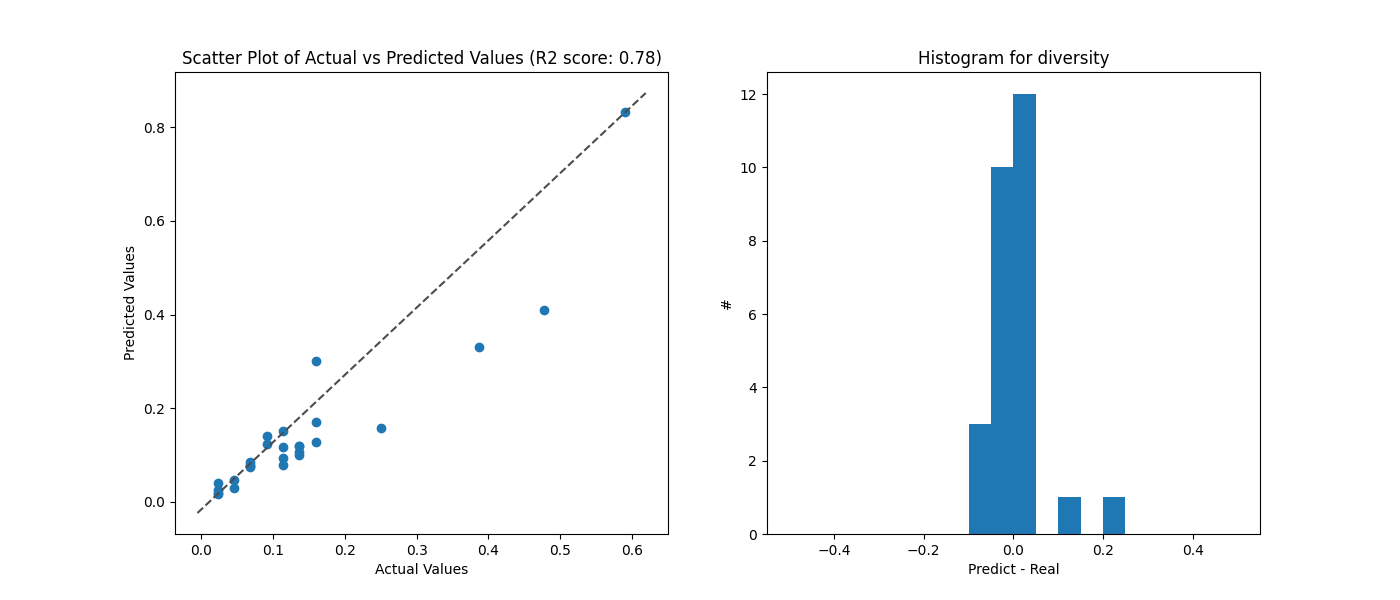 Scatter Plot of Actual vs Predicted Values (R2 score: 0.78)
0.8
0.6
0.4
0.2
0.0
Predicted Values
0.0 0.1 0.2 0.3 0.4 0.5 0.6
Actual Values
Histogram for diversity
12
10
8
6
4
2
0
#
−0.4 −0.2 0.0 0.2 0.4
Predict - Real